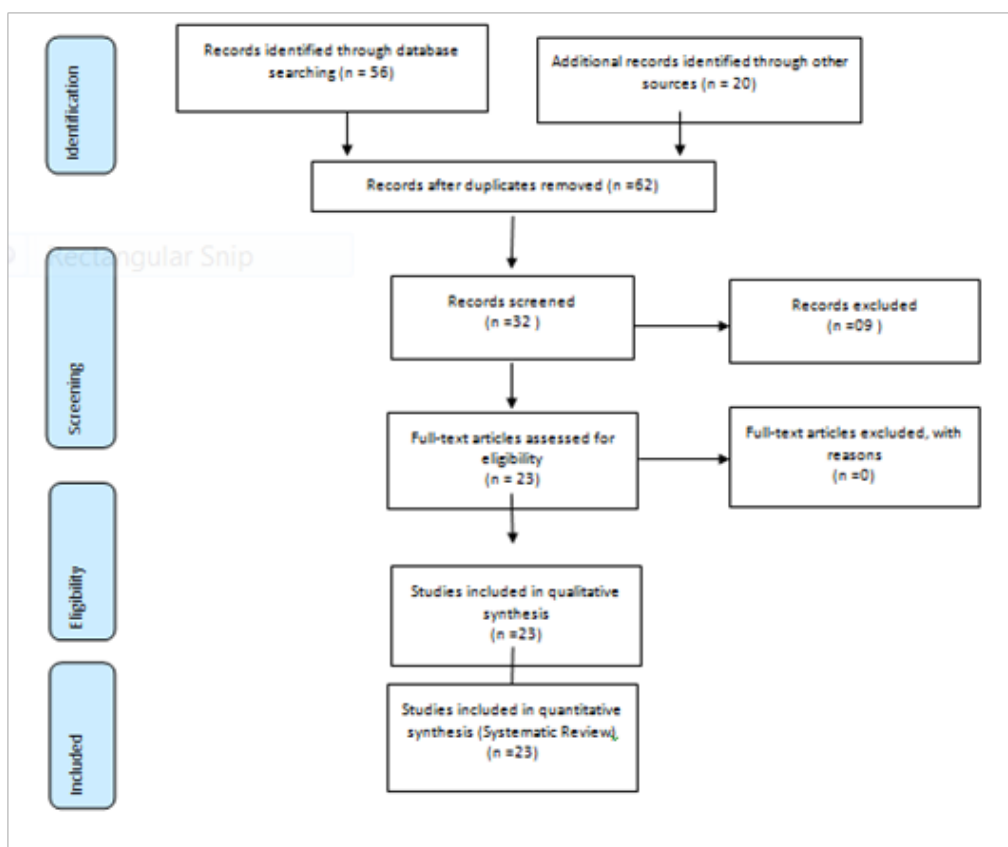 Identification
Records identified through database
searching (n = 56)
Additional records identified through other
sources (n = 20)
Records after duplicates removed (n =62)
Rectangular Snip
Screening
Records screened
(n =32 )
Records excluded
(n =09 )
Full-text articles assessed for
eligibility
(n = 23)
Full-text articles excluded, with
reasons
(n =0)
Eligibility
Studies included in qualitative
synthesis
(n =23)
Included
Studies included in quantitative
synthesis (Systematic Review)
(n =23)